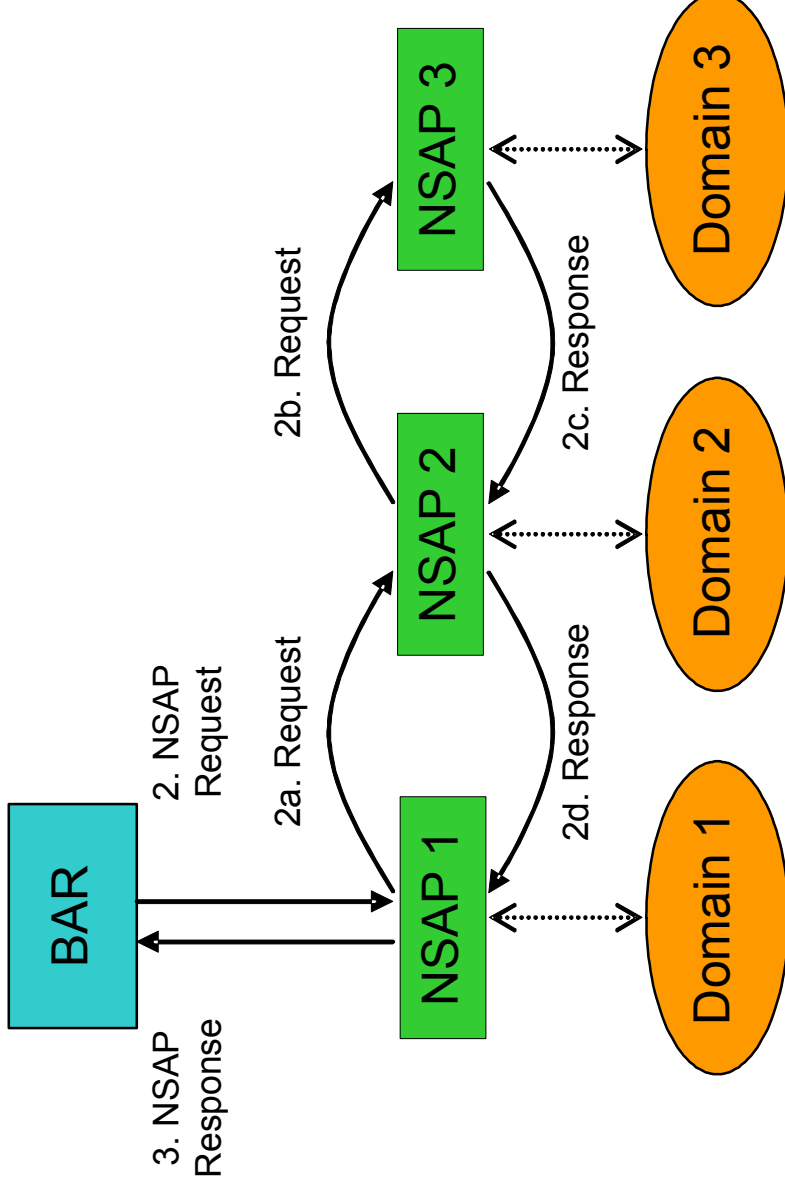 BAR
3. NSAP
Response
2. NSAP
Request
2a. Request
2b. Request
NSAP 1
NSAP 2
NSAP 3
2d. Response
2c. Response
Domain 1
Domain 2
Domain 3